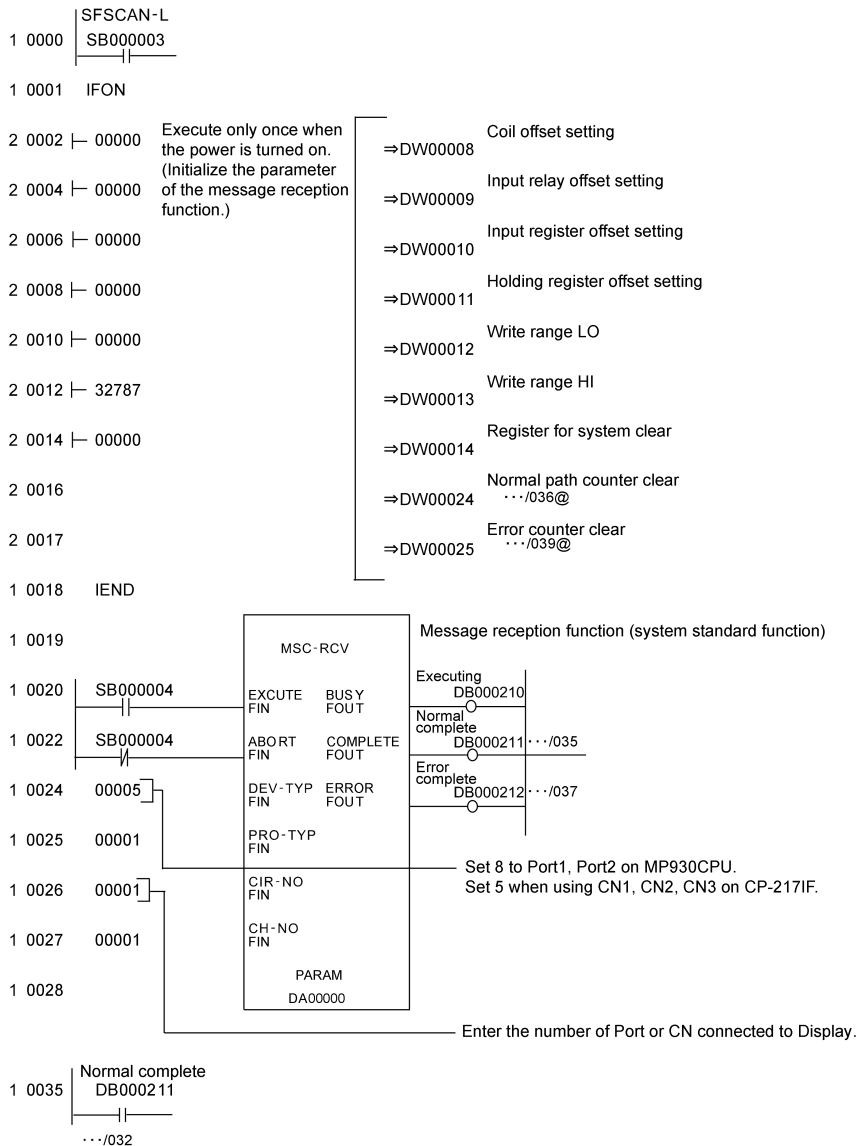 SFSCAN-L
1 0000 SB000003
1 0001 IFON
2 0002 00000
Execute only once when
the power is turned on.
(Initialize the parameter
of the message reception
function.)
⇒DW00008 Coil offset setting
2 0004 00000
⇒DW00009 Input relay offset setting
2 0006 00000
⇒DW00010 Input register offset setting
2 0008 00000
⇒DW00011 Holding register offset setting
2 0010 00000
⇒DW00012 Write range LO
2 0012 32787
⇒DW00013 Write range HI
2 0014 00000
⇒DW00014 Register for system clear
2 0016
⇒DW00024 Normal path counter clear
···/036@
2 0017
⇒DW00025 Error counter clear
···/039@
1 0018 IEND
1 0019
MSC-RCV
Message reception function (system standard function)
1 0020 SB000004
EXCUTE BUSY
FIN FOUT
Executing
DB000210
1 0022 SB000004
ABORT COMPLETE
FIN FOUT
Normal
complete
DB000211 ···/035
1 0024 00005
DEV-TYP ERROR
FIN FOUT
Error
complete
DB000212 ···/037
1 0025 00001
PRO-TYP
FIN
Set 8 to Port1, Port2 on MP930CPU.
Set 5 when using CN1, CN2, CN3 on CP-217IF.
1 0026 00001
CIR-NO
FIN
1 0027 00001
CH-NO
FIN
1 0028
PARAM
DA00000
Enter the number of Port or CN connected to Display.
Normal complete
1 0035 DB000211
···/032